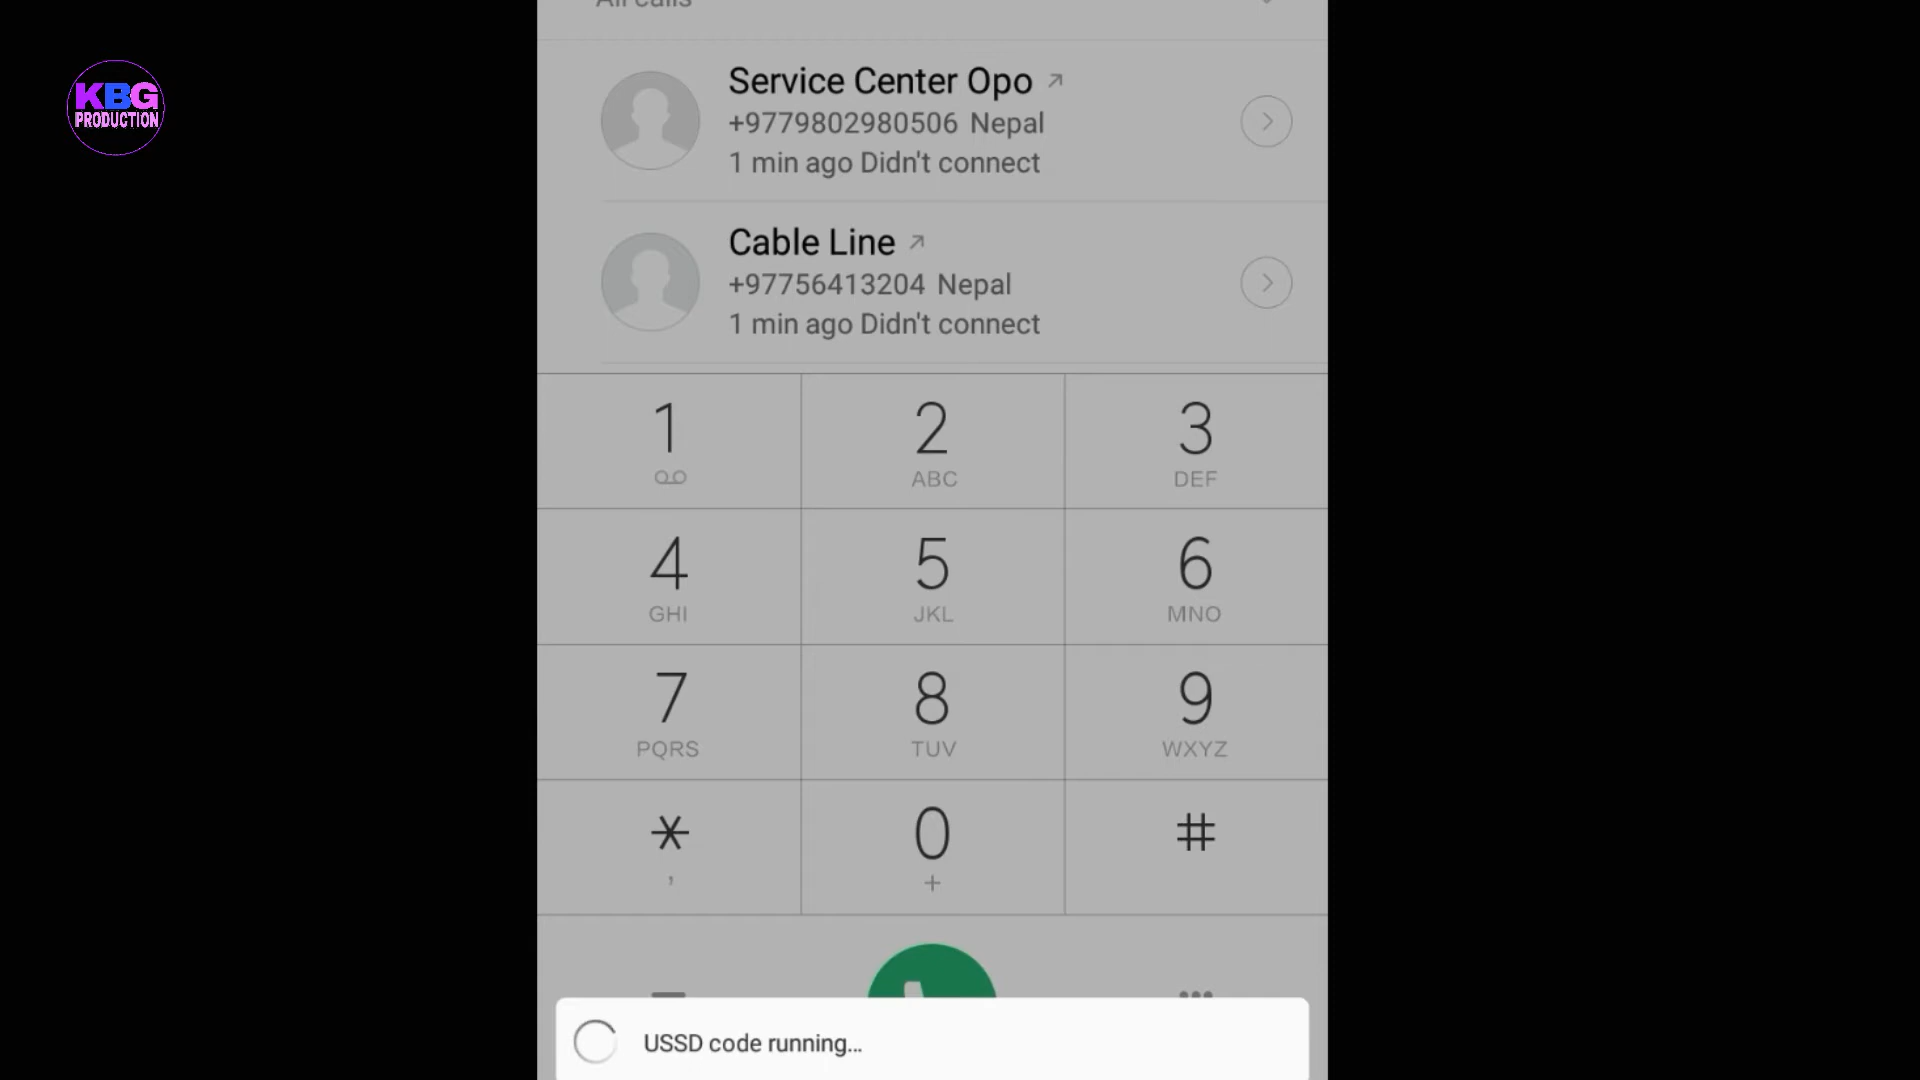 All calls
KBG
PRODUCTION
Service Center Opo
+9779802980506 Nepal
1 min ago Didn't connect
Cable Line
+97756413204 Nepal
1 min ago Didn't connect
1 2 3
ABC DEF
4 5 6
GHI JKL MNO
7 8 9
PQRS TUV WXYZ
* 0 #
, +
USSD code running...